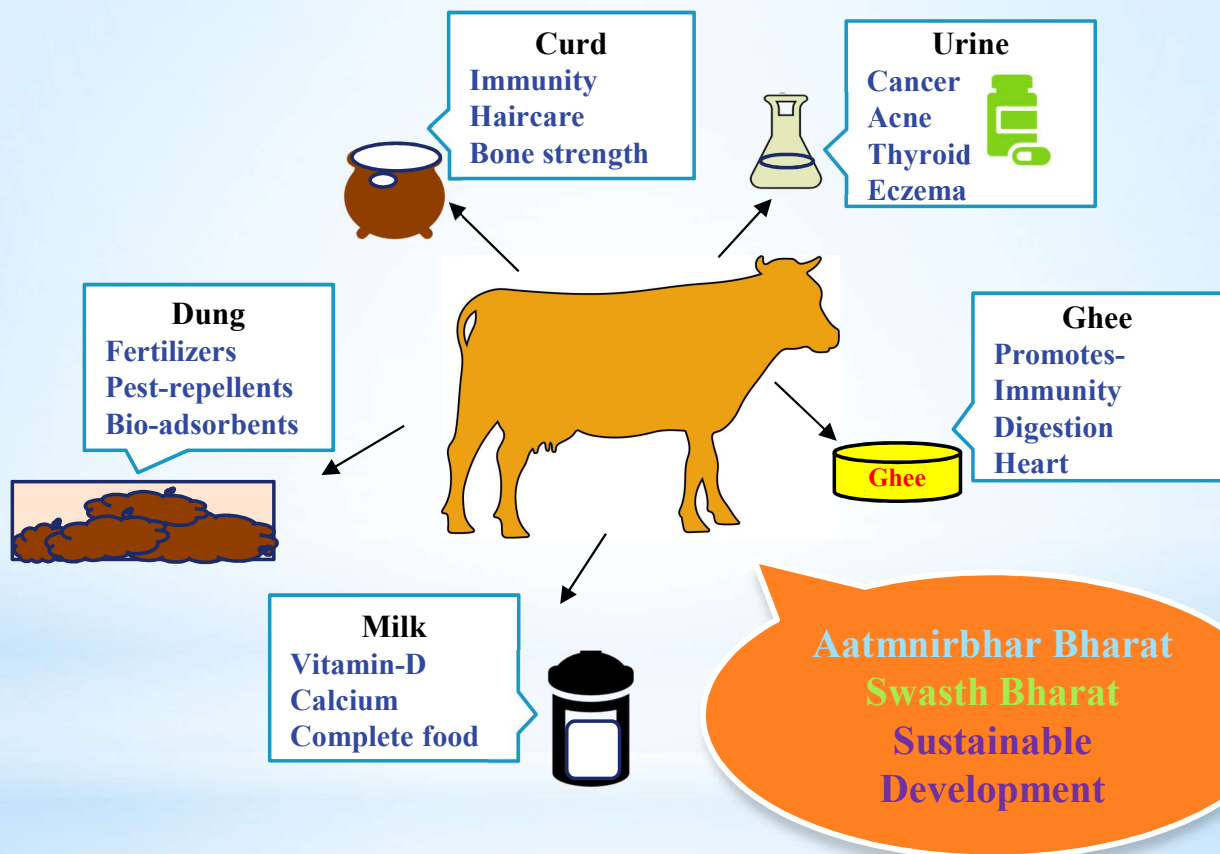 Curd
Immunity
Haircare
Bone strength
Urine
Cancer
Acne
Thyroid
Eczema
Dung
Fertilizers
Pest-repellents
Bio-adsorbents
Ghee
Promotes-
Immunity
Digestion
Heart
Ghee
Milk
Vitamin-D
Calcium
Complete food
Aatmnirbhar Bharat
Swasth Bharat
Sustainable
Development